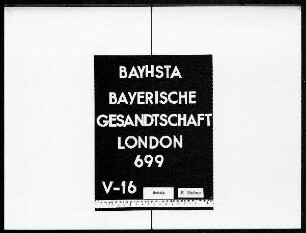 BAYHSTA
BAYERISCHE
GESANDTSCHAFT
LONDON
699
V-16